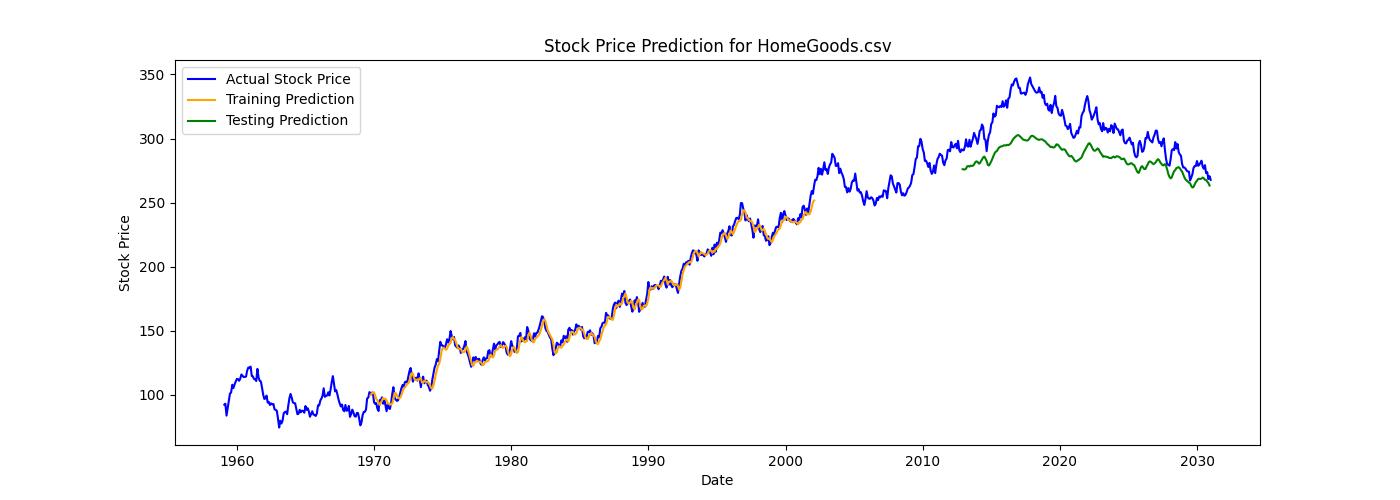 Stock Price Prediction for HomeGoods.csv
Actual Stock Price
Training Prediction
Testing Prediction
Stock Price
350
300
250
200
150
100
1960 1970 1980 1990 2000 2010 2020 2030
Date